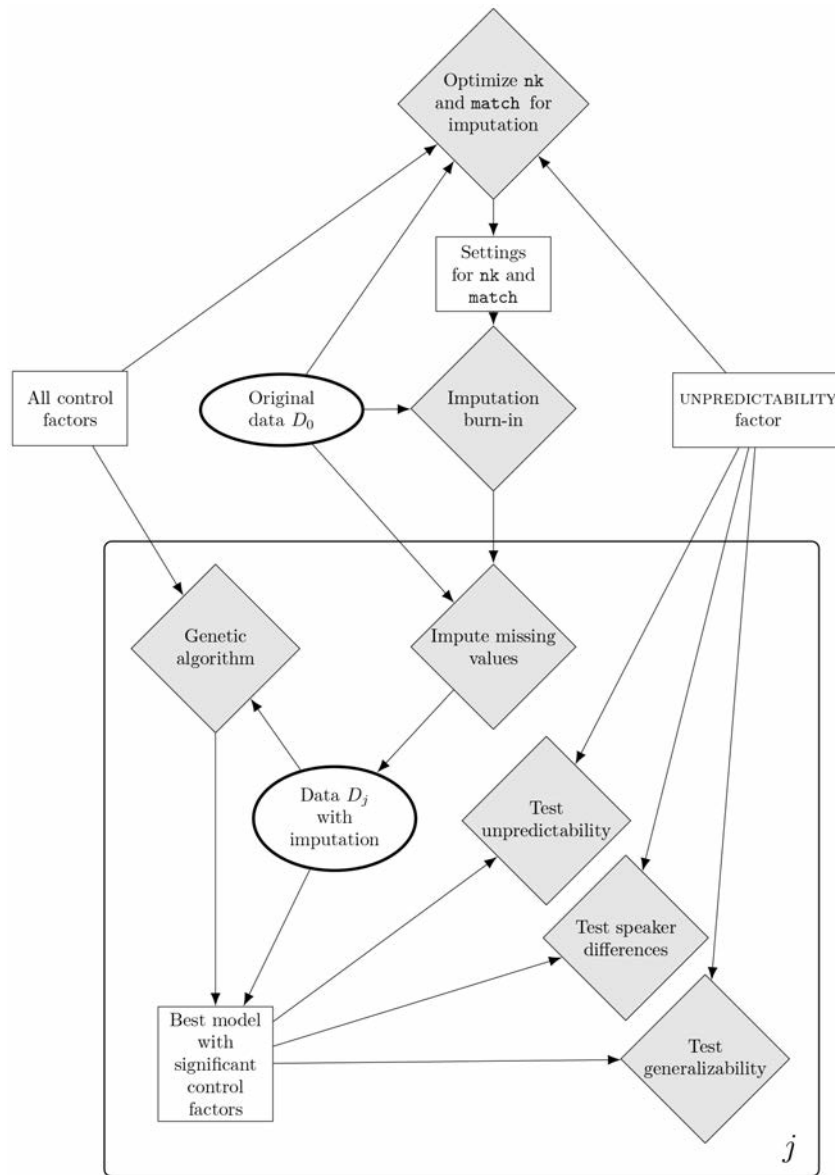 Optimize nk
and match for
imputation
Settings
for nk and
match
All control
factors
Original
data D₀
Imputation
burn-in
UNPREDICTABILITY
factor
Genetic
algorithm
Impute missing
values
Data Dⱼ
with
imputation
Test
unpredictability
Test speaker
differences
Best model
with
significant
control
factors
Test
generalizability
j